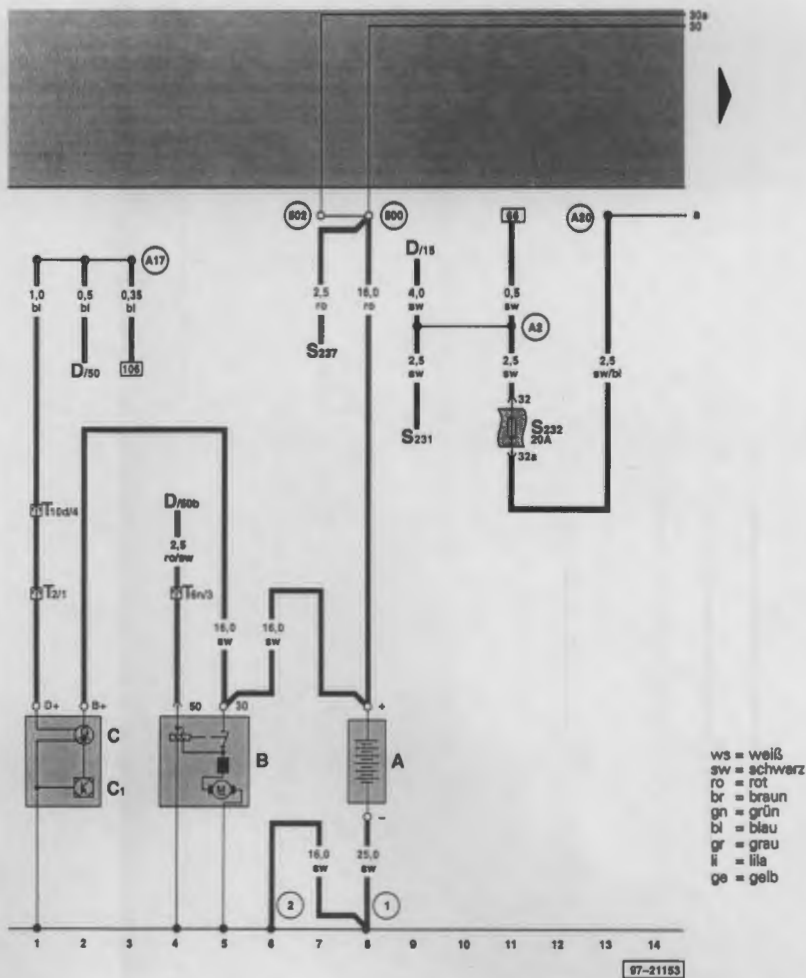 30a
30
502
500
66
A20
a
D/15
A17
1,0
bl
0,5
bl
0,35
bl
2,5
ro
16,0
ro
4,0
sw
0,5
sw
A2
D/50
106
S237
2,5
sw
2,5
sw
2,5
sw/bl
32
S232
20A
S231
32a
D/50b
T10d/4
2,5
ro/sw
T2/1
T6n/3
16,0
sw
16,0
sw
D+
B+
50
30
+
C
B
A
M
K
C1
-
ws = weiß
sw = schwarz
ro = rot
br = braun
gn = grün
bl = blau
gr = grau
li = lila
ge = gelb
16,0
sw
25,0
sw
2
1
1 2 3 4 5 6 7 8 9 10 11 12 13 14
97-21153